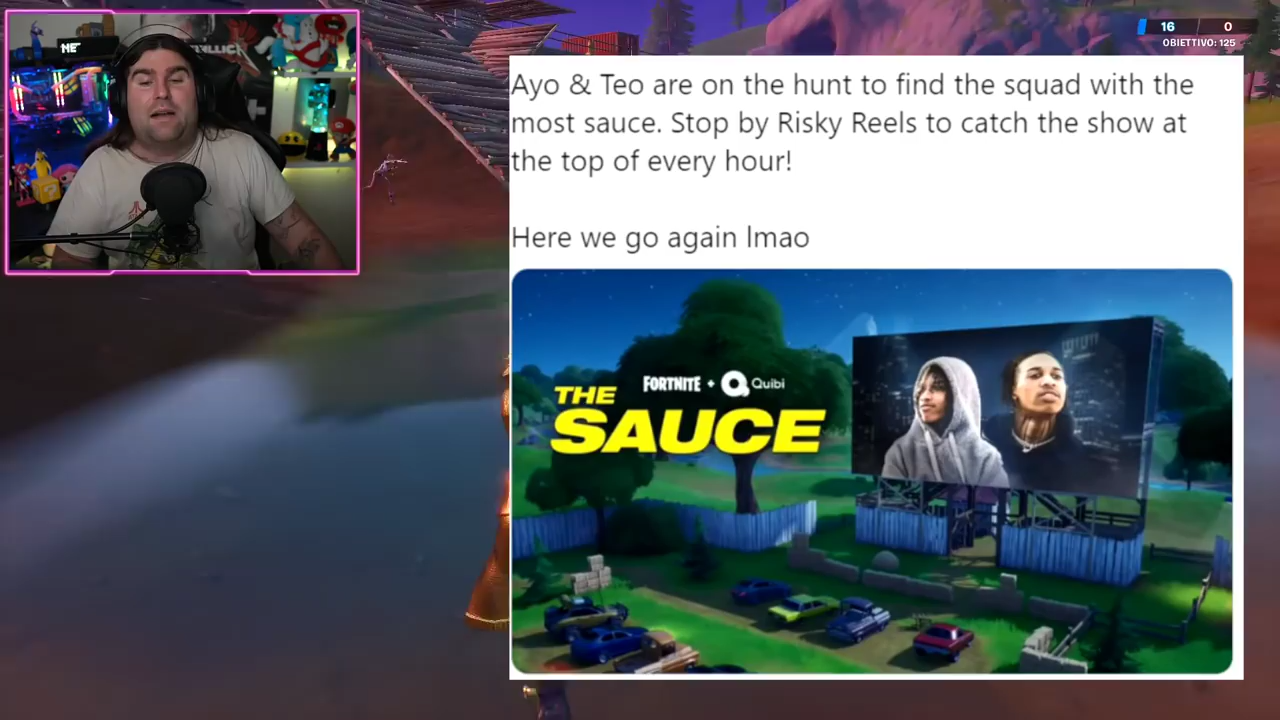 NE
16
0
OBIETTIVO: 125
Ayo & Teo are on the hunt to find the squad with the
most sauce. Stop by Risky Reels to catch the show at
the top of every hour!
Here we go again lmao
FORTNITE + Quibi
THE
SAUCE